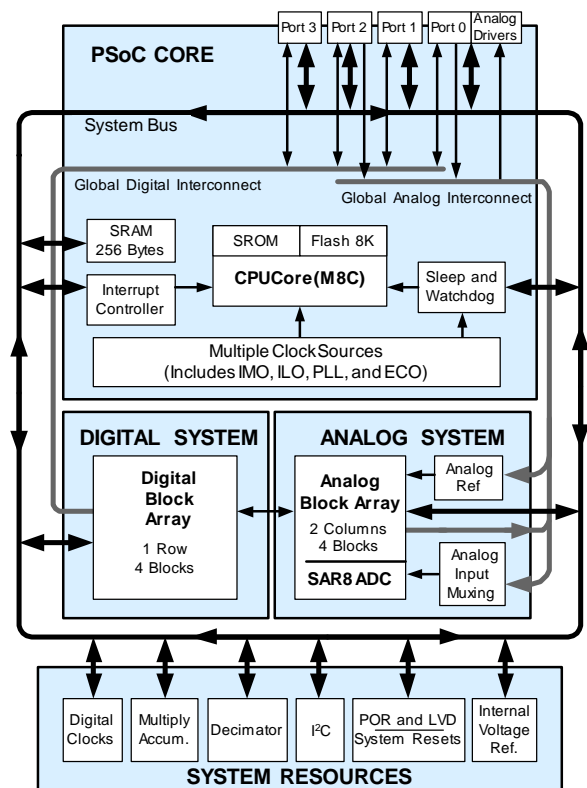 Port 3 Port 2 Port 1 Port 0 Analog Drivers
PSoC CORE
System Bus
Global Digital Interconnect
Global Analog Interconnect
SRAM
256 Bytes
SROM Flash 8K
CPUCore(M8C)
Interrupt
Controller
Sleep and
Watchdog
Multiple Clock Sources
(Includes IMO, ILO, PLL, and ECO)
DIGITAL SYSTEM
Digital
Block
Array
1 Row
4 Blocks
ANALOG SYSTEM
Analog
Block Array
2 Columns
4 Blocks
SAR8 ADC
Analog
Ref
Analog
Input
Muxing
Digital
Clocks
Multiply
Accum.
Decimator
I²C
POR and LVD
System Resets
Internal
Voltage
Ref.
SYSTEM RESOURCES